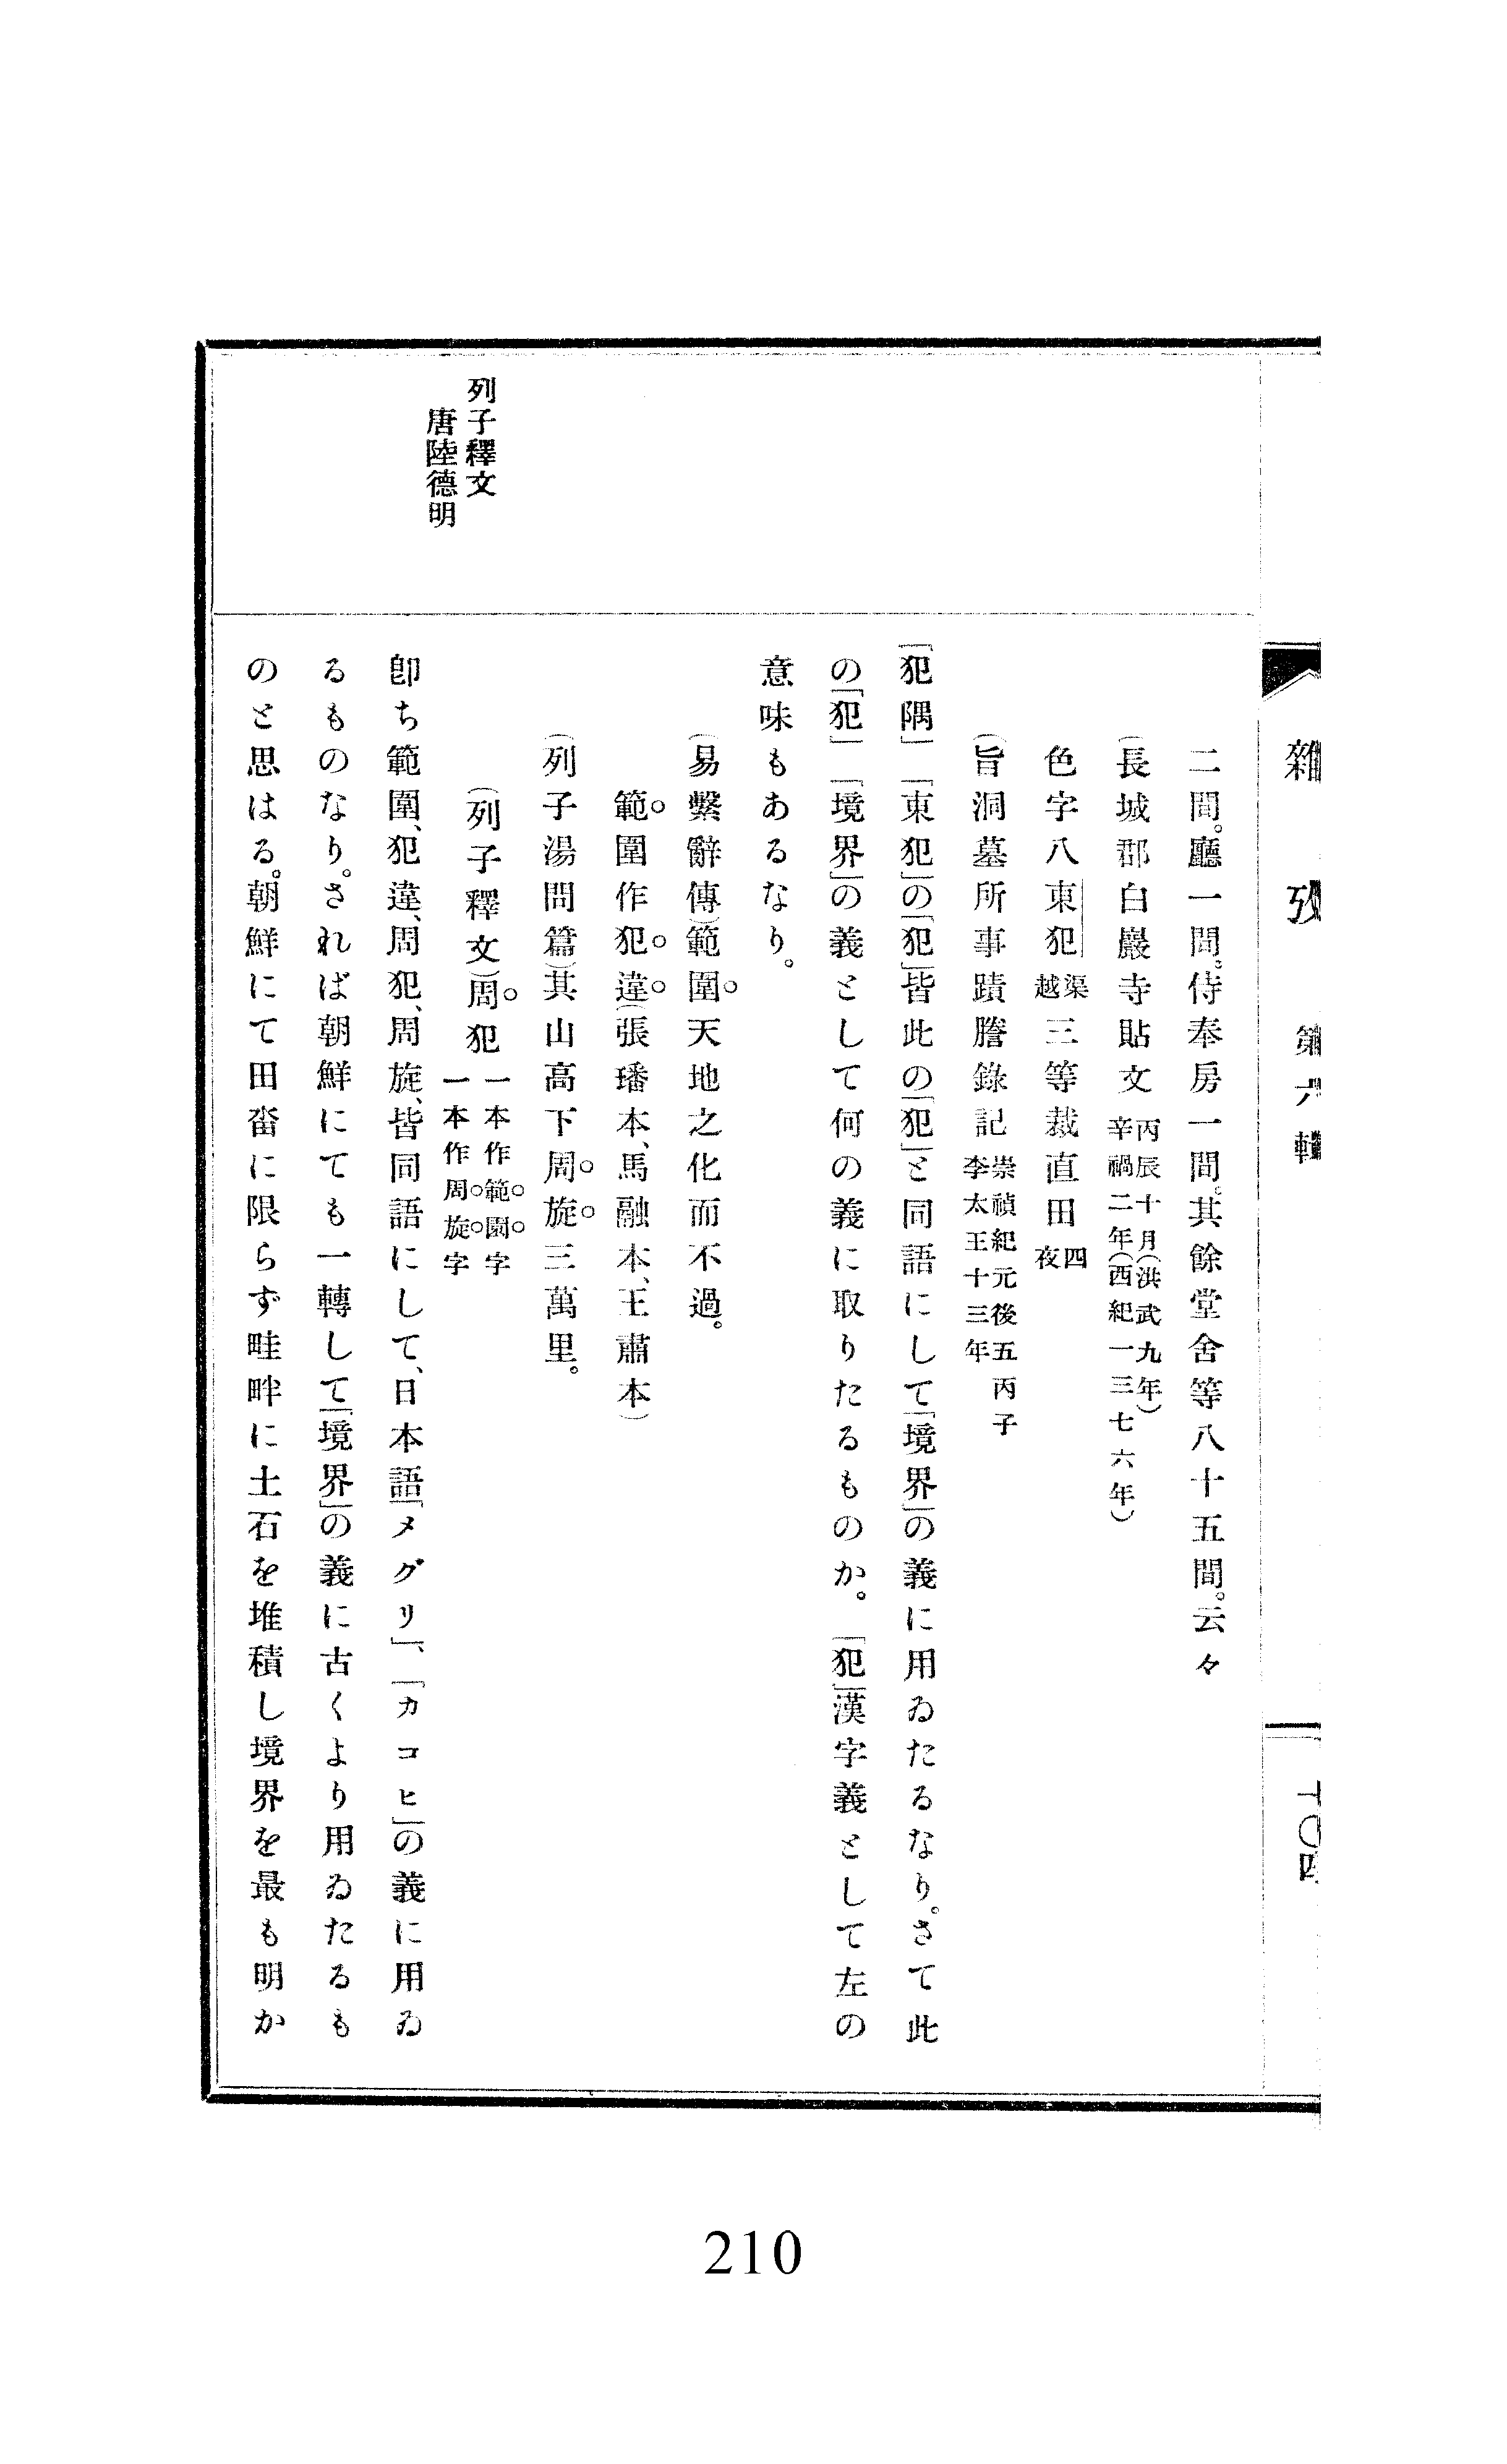 雜 攷 第六輯
一〇四
二間。廳一間。侍奉房一間。其餘堂舍等八十五間。云々
(長城郡白巖寺貼文 丙辰十月(洪武九年)
辛禑二年(西紀一三七六年)
色字八東犯 渠越 三等裁直田 四夜
(旨洞墓所事蹟謄錄記 崇禎紀元後五丙子
李太王十三年
「犯隅」「東犯」の「犯」皆此の「犯」と同語にして「境界」の義に用ゐたるなり。さて此
の「犯」「境界」の義として何の義に取りたるものか。「犯」漢字義として左の
意味もあるなり。
(易繫辭傳)範圍天地之化而不過。
範圍作犯違(張璠本、馬融本、王肅本)
(列子湯問篇)其山高下周旋三萬里。
列子釋文
唐陸德明
(列子釋文)周犯 一本作範圍字
一本作周旋字
卽ち範圍、犯違、周犯、周旋、皆同語にして、日本語「メグリ」、「カコヒ」の義に用ゐ
るものなり。されば朝鮮にても一轉して「境界」の義に古くより用ゐたるも
のと思はる。朝鮮にて田畓に限らず畦畔に土石を堆積し境界を最も明か
210